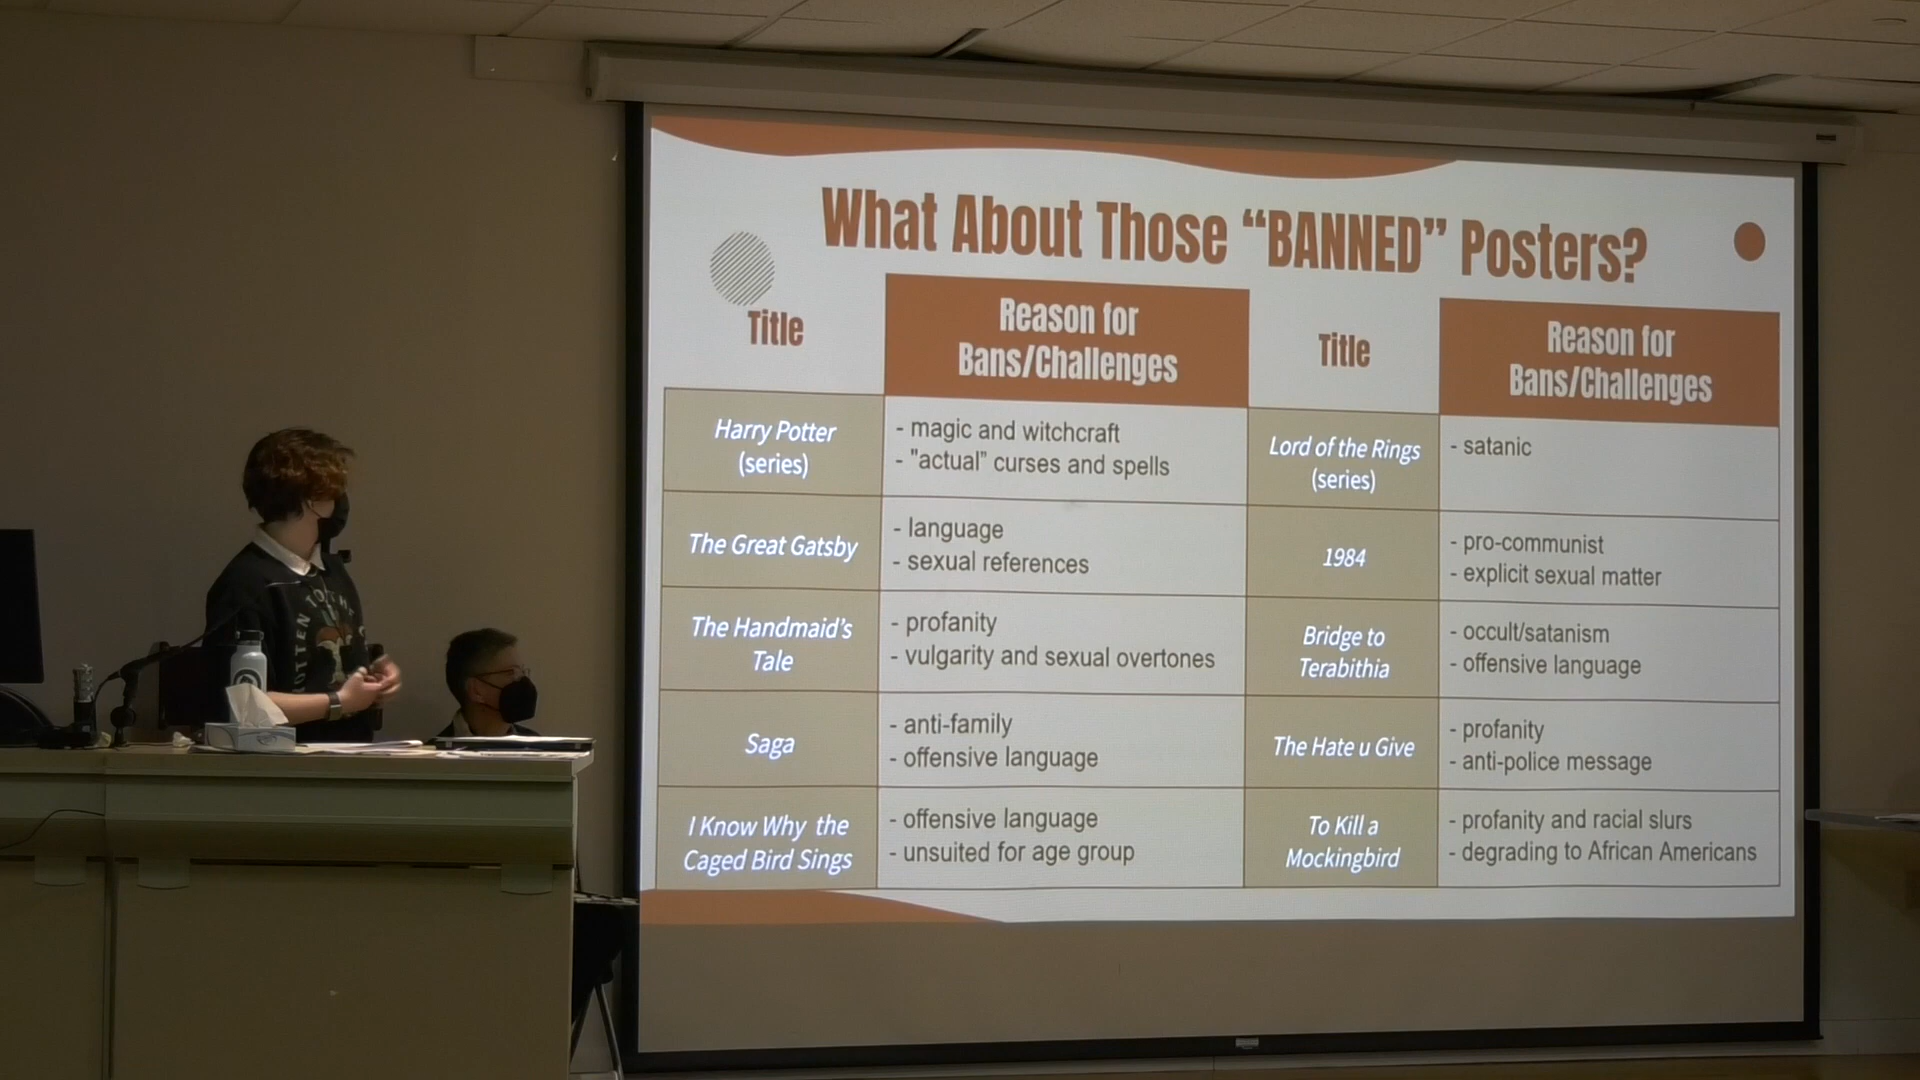 What About Those “BANNED” Posters?
Title
Reason for
Bans/Challenges
Title
Reason for
Bans/Challenges
Harry Potter
(series)
- magic and witchcraft
- "actual” curses and spells
Lord of the Rings
(series)
- satanic
The Great Gatsby
- language
- sexual references
1984
- pro-communist
- explicit sexual matter
The Handmaid’s
Tale
- profanity
- vulgarity and sexual overtones
Bridge to
Terabithia
- occult/satanism
- offensive language
Saga
- anti-family
- offensive language
The Hate u Give
- profanity
- anti-police message
I Know Why the
Caged Bird Sings
- offensive language
- unsuited for age group
To Kill a
Mockingbird
- profanity and racial slurs
- degrading to African Americans
ROTTEN TO THE